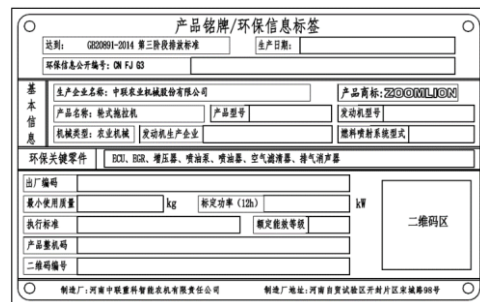 产品铭牌/环保信息标签
达到: GB20891-2014 第三阶段排放标准 生产日期:
环保信息公开编号: CN FJ G3
基本信息
生产企业名称: 中联农业机械股份有限公司 产品商标: ZOOMLION
产品名称: 轮式拖拉机 产品型号 发动机型号
机械类型: 农业机械 发动机生产企业 燃料喷射系统型式
环保关键零件 ECU、EGR、增压器、喷油泵、喷油器、空气滤清器、排气消声器
出厂编码
最小使用质量 kg 标定功率 (12h) kW
执行标准 额定能效等级
产品整机码
二维码编号
二维码区
制造厂: 河南中联重科智能农机有限责任公司 制造厂地址: 河南自贸试验区开封片区宋城路98号